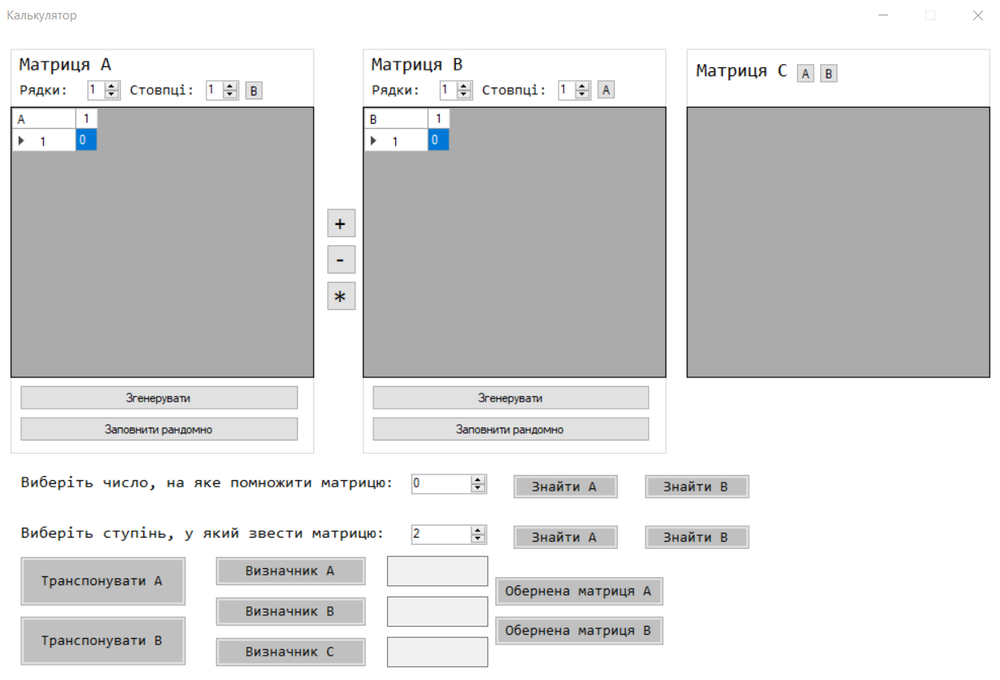 Калькулятор
Матриця A
Рядки: 1 Стовпці: 1 B
A 1
1 0
Згенерувати
Заповнити рандомно
+
-
*
Матриця B
Рядки: 1 Стовпці: 1 A
B 1
1 0
Згенерувати
Заповнити рандомно
Матриця C A B
Виберіть число, на яке помножити матрицю: 0 Знайти A Знайти B
Виберіть ступінь, у який звести матрицю: 2 Знайти A Знайти B
Транспонувати A
Транспонувати B
Визначник A
Визначник B
Визначник C
Обернена матриця A
Обернена матриця B